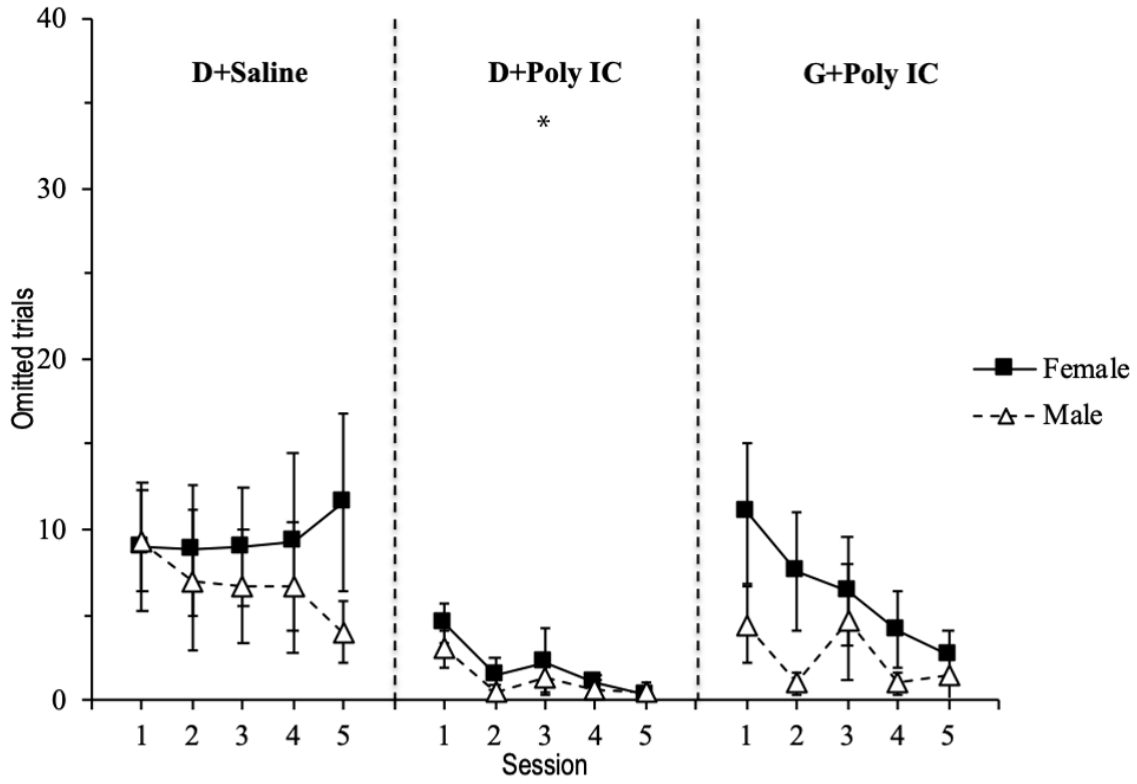 40
30
20
10
0
Omitted trials
D+Saline
D+Poly IC
G+Poly IC
*
Female
Male
1 2 3 4 5
1 2 3 4 5
1 2 3 4 5
Session